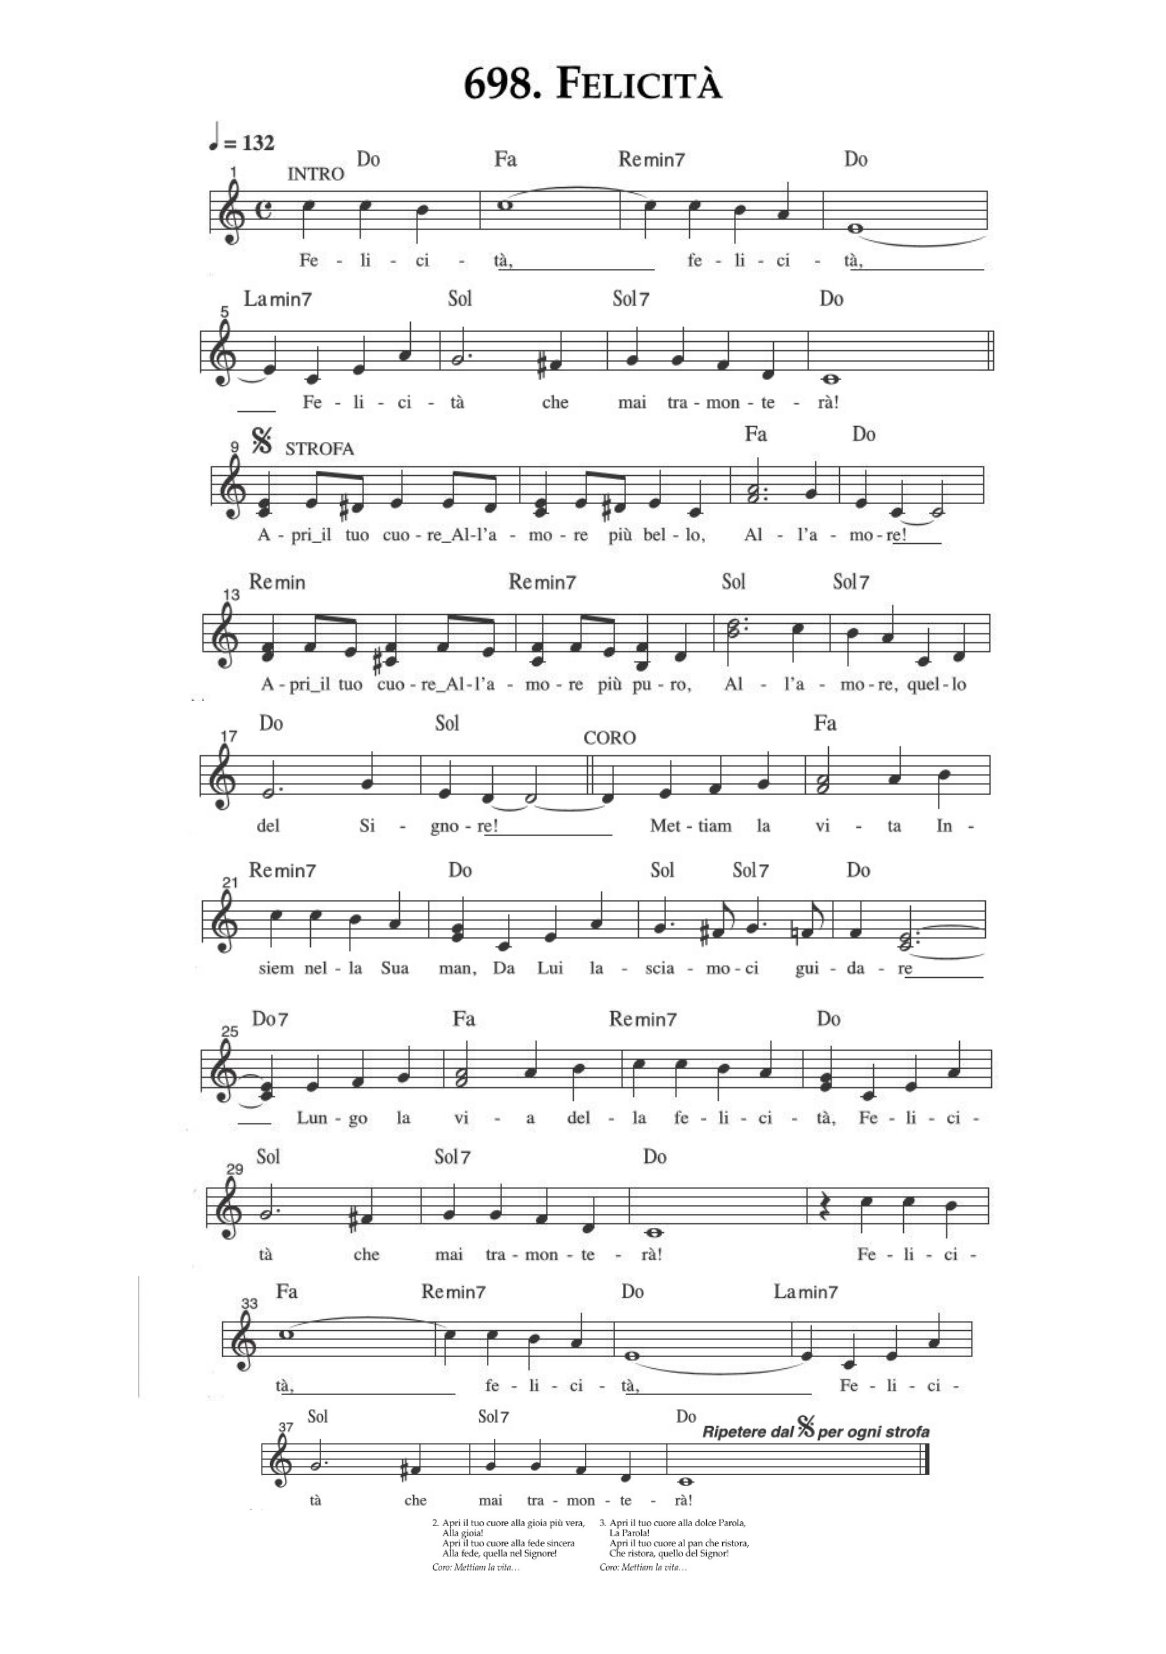 698. FELICITÀ
= 132
INTRO Do Fa Remin7 Do
1
Fe - li - ci - tà, fe - li - ci - tà,
Lamin7 Sol Sol7 Do
5
Fe - li - ci - tà che mai tra - mon - te - rà!
Fa Do
9 STROFA
A - pri_il tuo cuo - re_Al-l'a - mo - re più bel - lo, Al - l'a - mo - re!
Remin Remin7 Sol Sol7
13
A - pri_il tuo cuo - re_Al-l'a - mo - re più pu - ro, Al - l'a - mo - re, quel - lo
Do Sol CORO Fa
17
del Si - gno - re! Met - tiam la vi - ta In -
Remin7 Do Sol Sol7 Do
21
siem nel - la Sua man, Da Lui la - scia - mo - ci gui - da - re
Do7 Fa Remin7 Do
25
Lun - go la vi - a del - la fe - li - ci - tà, Fe - li - ci -
Sol Sol7 Do
29
tà che mai tra - mon - te - rà! Fe - li - ci -
Fa Remin7 Do Lamin7
33
tà, fe - li - ci - tà, Fe - li - ci -
Sol Sol7 Do
37 Ripetere dal per ogni strofa
tà che mai tra - mon - te - rà!
2. Apri il tuo cuore alla gioia più vera,
Alla gioia!
Apri il tuo cuore alla fede sincera
Alla fede, quella nel Signore!
Coro: Mettiam la vita…
3. Apri il tuo cuore alla dolce Parola,
La Parola!
Apri il tuo cuore al pan che ristora,
Che ristora, quello del Signor!
Coro: Mettiam la vita…